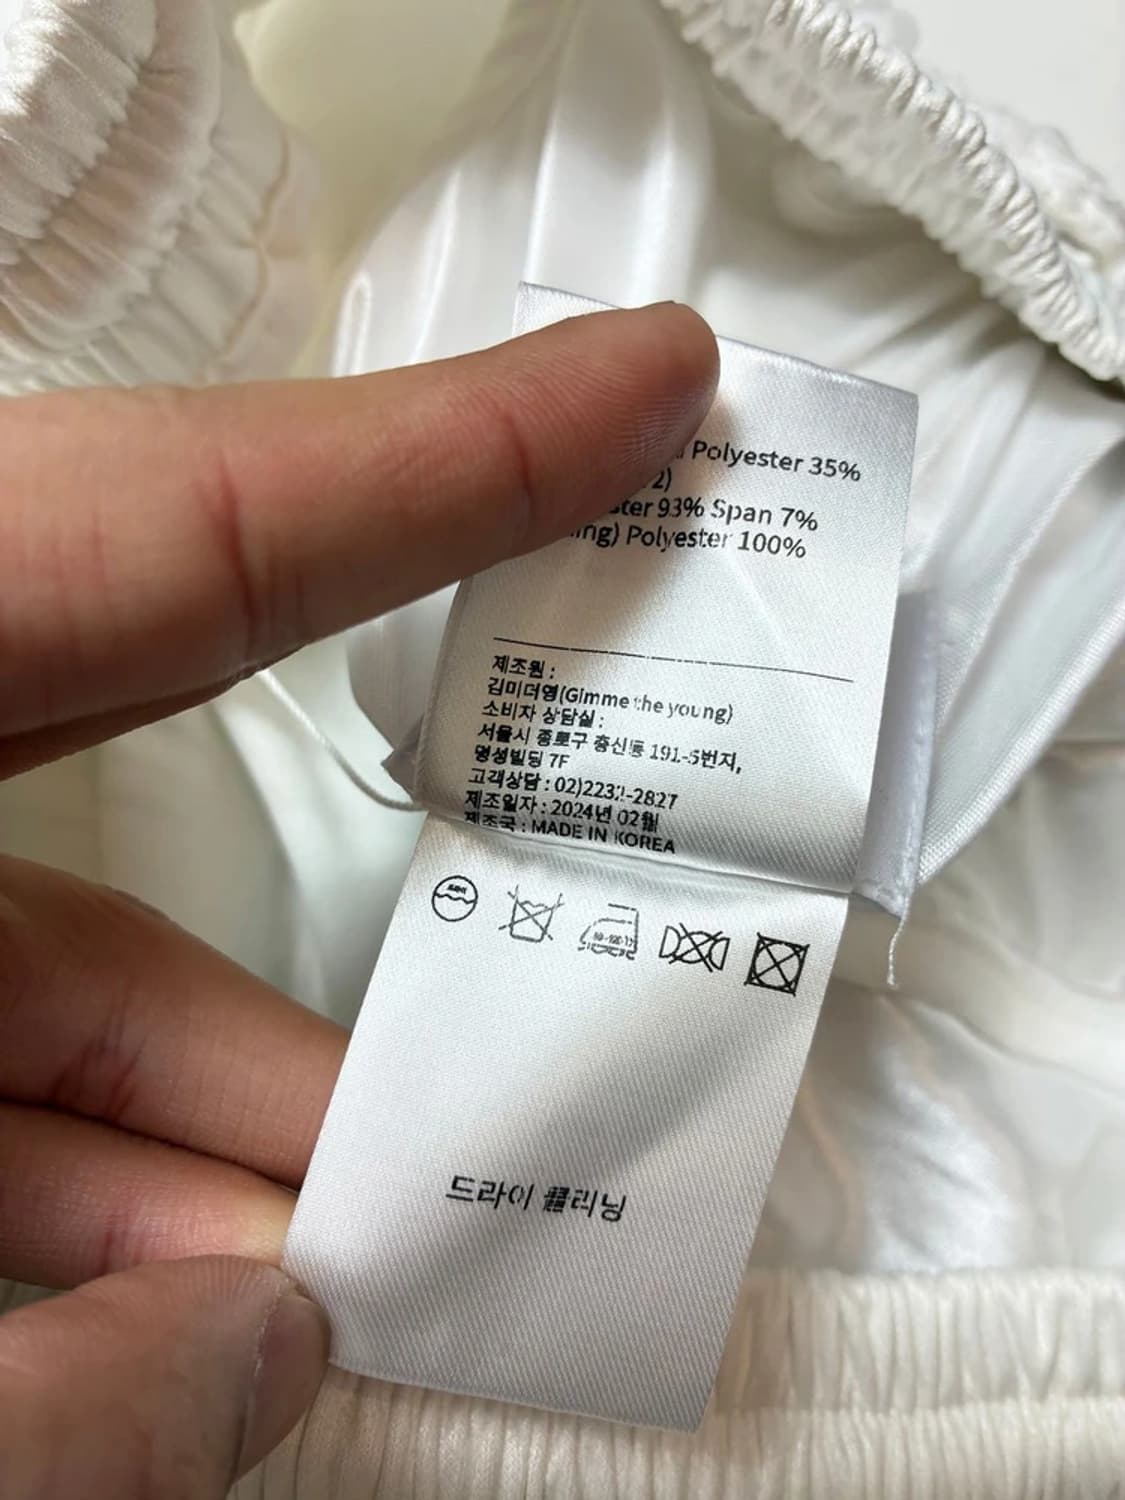 Polyester 35%
2)
ster 93% Span 7%
ing) Polyester 100%
제조원 :
김미더영(Gimme the young)
소비자 상담실 :
서울시 종로구 충신동 191-5번지,
명성빌딩 7F
고객상담 : 02)2232-2827
제조일자 : 2024년 02월
제조국 : MADE IN KOREA
드라이
드라이